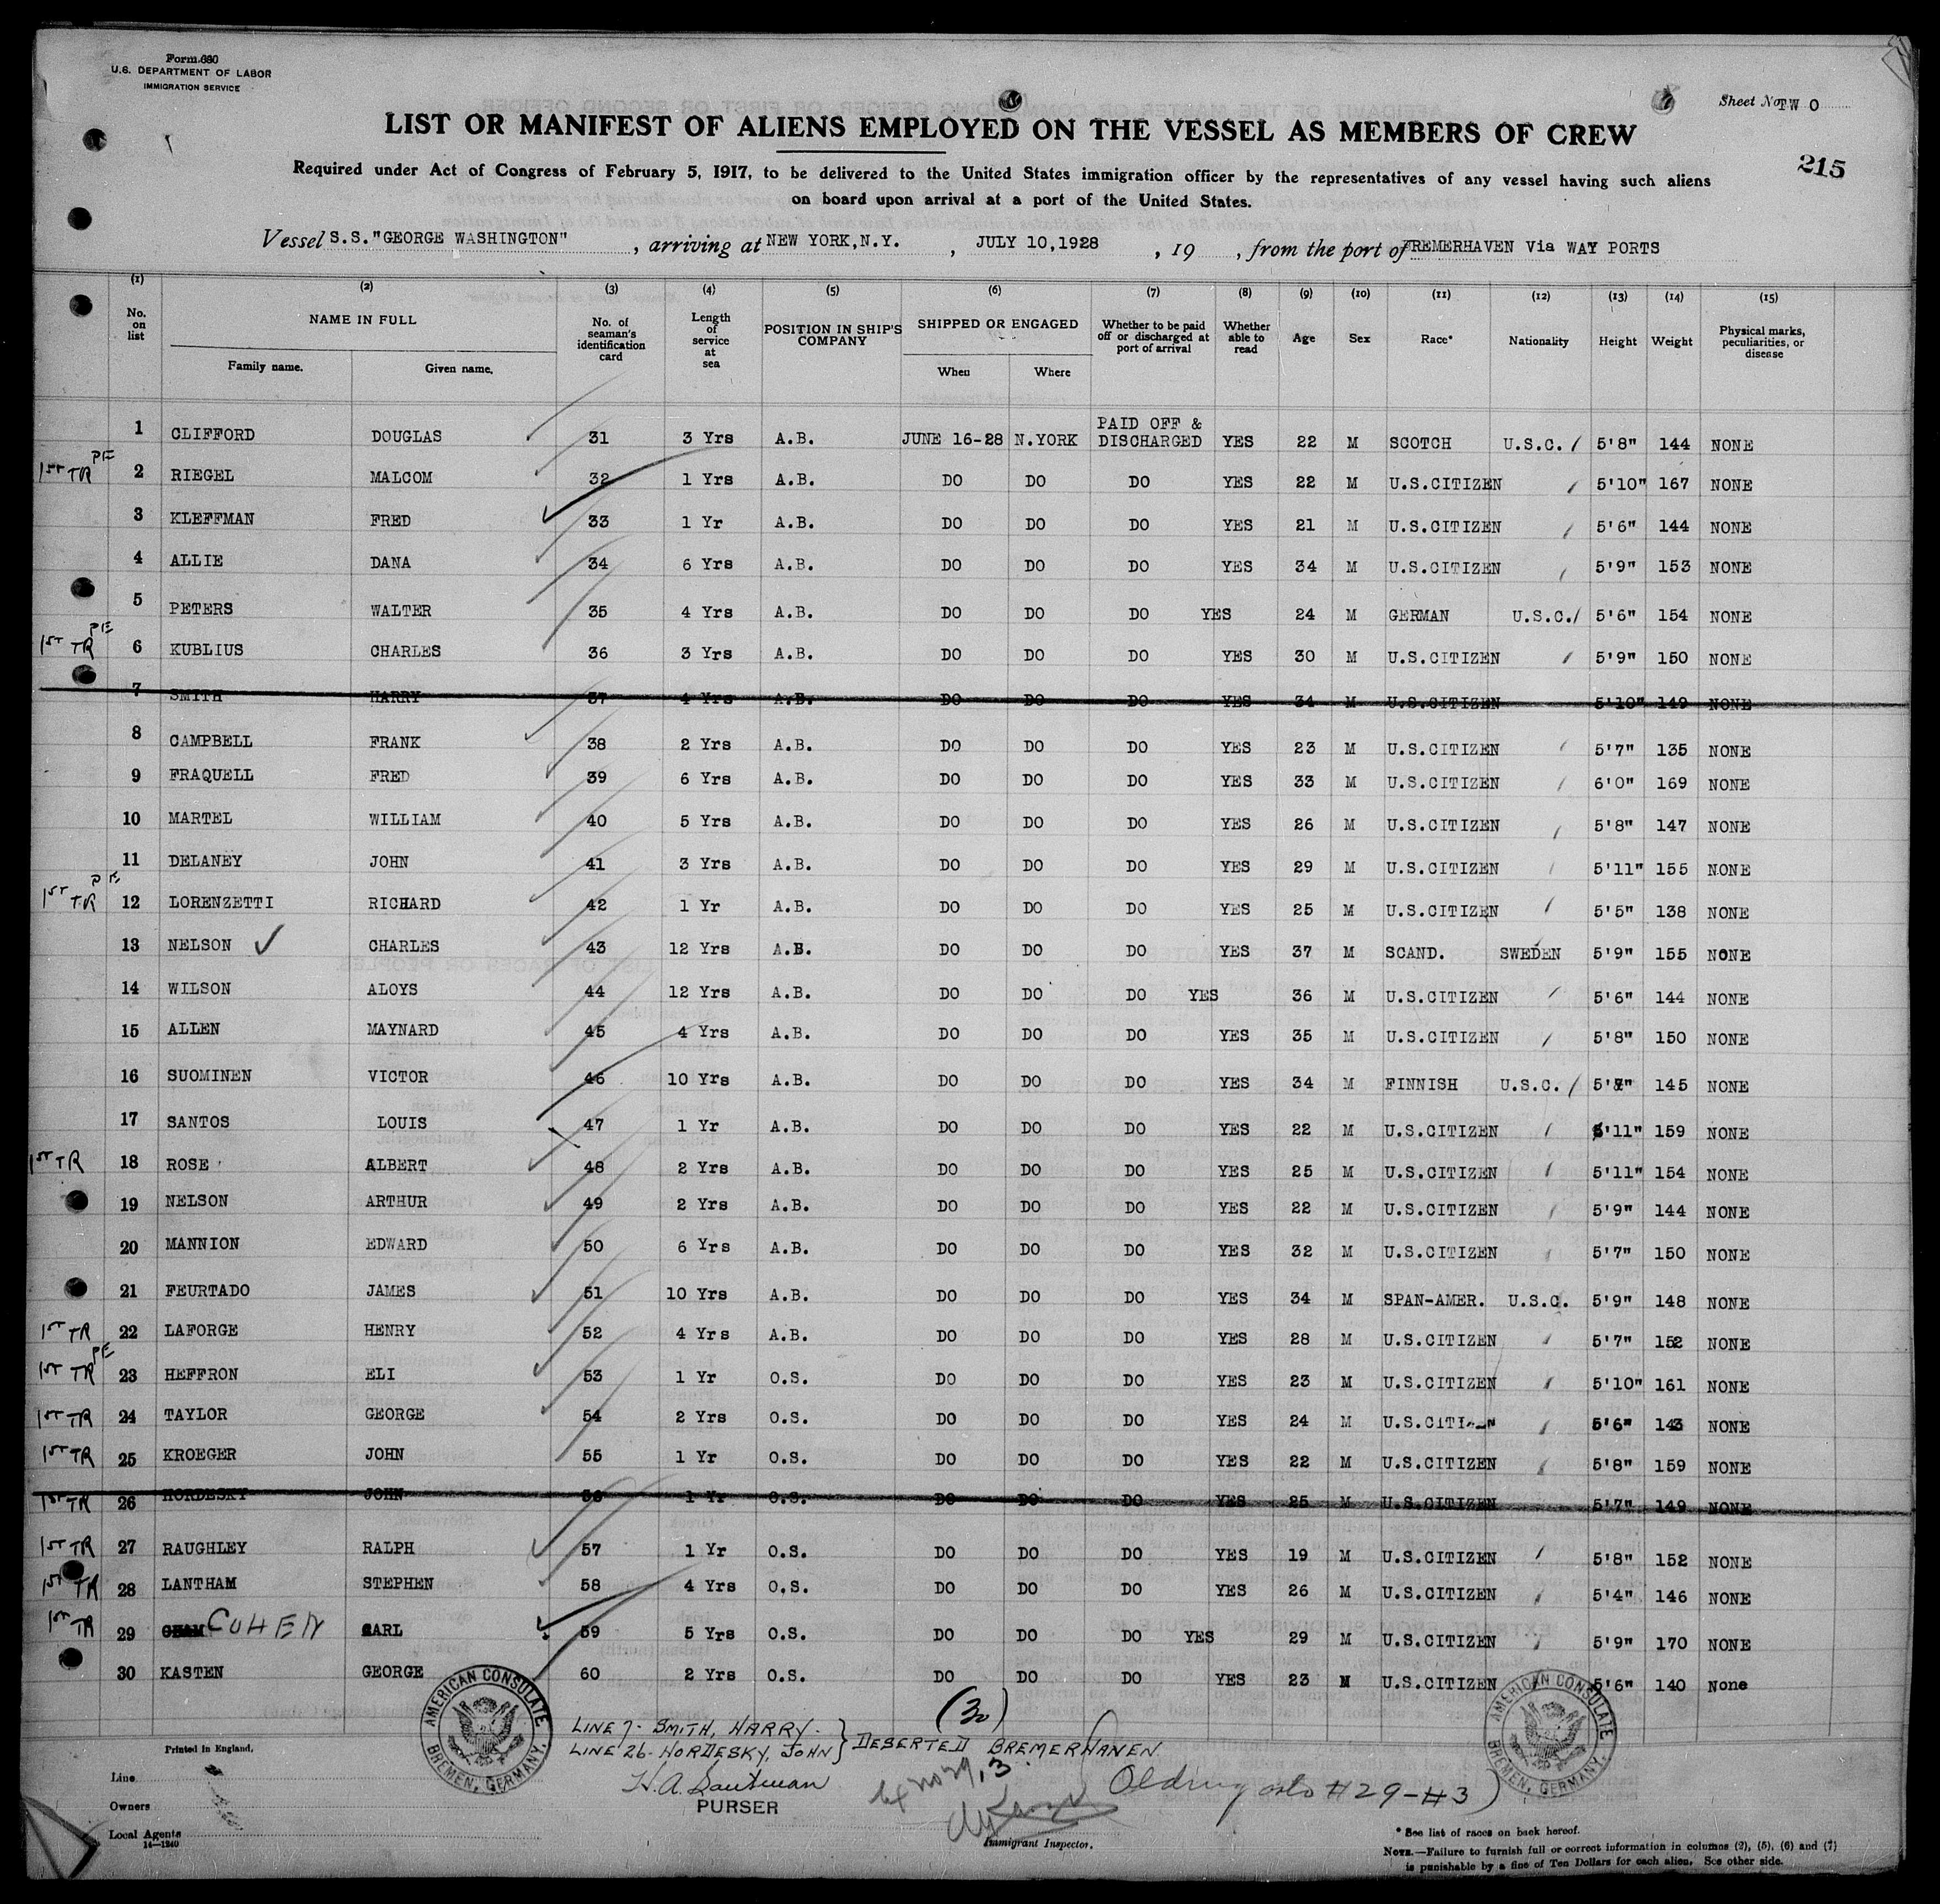 Form 680
U.S. DEPARTMENT OF LABOR
IMMIGRATION SERVICE
Sheet No. TWO
LIST OR MANIFEST OF ALIENS EMPLOYED ON THE VESSEL AS MEMBERS OF CREW
215
Required under Act of Congress of February 5, 1917, to be delivered to the United States immigration officer by the representatives of any vessel having such aliens
on board upon arrival at a port of the United States.
Vessel S.S."GEORGE WASHINGTON", arriving at NEW YORK,N.Y., JULY 10,1928, 19 , from the port of BREMERHAVEN Via WAY PORTS
(1) (2) (3) (4) (5) (6) (7) (8) (9) (10) (11) (12) (13) (14) (15)
No. on list NAME IN FULL Family name. Given name. No. of seaman's identification card Length of service at sea POSITION IN SHIP'S COMPANY SHIPPED OR ENGAGED When Where Whether to be paid off or discharged at port of arrival Whether able to read Age Sex Race* Nationality Height Weight Physical marks, peculiarities, or disease
1 CLIFFORD DOUGLAS 31 3 Yrs A.B. JUNE 16-28 N.YORK PAID OFF & DISCHARGED YES 22 M SCOTCH U.S.C. / 5'8" 144 NONE
1ST TR PE 2 RIEGEL MALCOM 32 1 Yrs A.B. DO DO DO YES 22 M U.S.CITIZEN / 5'10" 167 NONE
3 KLEFFMAN FRED 33 1 Yr A.B. DO DO DO YES 21 M U.S.CITIZEN / 5'6" 144 NONE
4 ALLIE DANA 34 6 Yrs A.B. DO DO DO YES 34 M U.S.CITIZEN / 5'9" 153 NONE
5 PETERS WALTER 35 4 Yrs A.B. DO DO DO YES 24 M GERMAN U.S.C./ 5'6" 154 NONE
1ST TR PE 6 KUBLIUS CHARLES 36 3 Yrs A.B. DO DO DO YES 30 M U.S.CITIZEN / 5'9" 150 NONE
7 SMITH HARRY 37 4 Yrs A.B. DO DO DO YES 34 M U.S.CITIZEN 5'10" 149 NONE
8 CAMPBELL FRANK 38 2 Yrs A.B. DO DO DO YES 23 M U.S.CITIZEN / 5'7" 135 NONE
9 FRAQUELL FRED 39 6 Yrs A.B. DO DO DO YES 33 M U.S.CITIZEN / 6'0" 169 NONE
10 MARTEL WILLIAM 40 5 Yrs A.B. DO DO DO YES 26 M U.S.CITIZEN / 5'8" 147 NONE
11 DELANEY JOHN 41 3 Yrs A.B. DO DO DO YES 29 M U.S.CITIZEN / 5'11" 155 NONE
1ST TR PE 12 LORENZETTI RICHARD 42 1 Yr A.B. DO DO DO YES 25 M U.S.CITIZEN / 5'5" 138 NONE
13 NELSON ✓ CHARLES 43 12 Yrs A.B. DO DO DO YES 37 M SCAND. SWEDEN 5'9" 155 NONE
14 WILSON ALOYS 44 12 Yrs A.B. DO DO DO YES 36 M U.S.CITIZEN / 5'6" 144 NONE
15 ALLEN MAYNARD 45 4 Yrs A.B. DO DO DO YES 35 M U.S.CITIZEN / 5'8" 150 NONE
16 SUOMINEN VICTOR 46 10 Yrs A.B. DO DO DO YES 34 M FINNISH U.S.C. / 145 NONE
17 SANTOS LOUIS 47 1 Yr A.B. DO DO DO YES 22 M U.S.CITIZEN / 5'11" 159 NONE
1ST TR 18 ROSE ALBERT 48 2 Yrs A.B. DO DO DO YES 25 M U.S.CITIZEN / 5'11" 154 NONE
19 NELSON ARTHUR 49 2 Yrs A.B. DO DO DO YES 22 M U.S.CITIZEN / 5'9" 144 NONE
20 MANNION EDWARD 50 6 Yrs A.B. DO DO DO YES 32 M U.S.CITIZEN / 5'7" 150 NONE
21 FEURTADO JAMES 51 10 Yrs A.B. DO DO DO YES 34 M SPAN-AMER. U.S.C. 5'9" 148 NONE
1ST TR 22 LAFORGE HENRY 52 4 Yrs A.B. DO DO DO YES 28 M U.S.CITIZEN / 5'7" 152 NONE
1ST TR PE 23 HEFFRON ELI 53 1 Yr O.S. DO DO DO YES 23 M U.S.CITIZEN / 5'10" 161 NONE
1ST TR 24 TAYLOR GEORGE 54 2 Yrs O.S. DO DO DO YES 24 M U.S.CITIZEN / 5'6" 143 NONE
1ST TR 25 KROEGER JOHN 55 1 Yr O.S. DO DO DO YES 22 M U.S.CITIZEN / 5'8" 159 NONE
1ST TR 26 HORDESKY JOHN 56 1 Yr O.S. DO DO DO YES 25 M U.S.CITIZEN 5'7" 149 NONE
1ST TR 27 RAUGHLEY RALPH 57 1 Yr O.S. DO DO DO YES 19 M U.S.CITIZEN / 5'8" 152 NONE
1ST TR 28 LANTHAM STEPHEN 58 4 Yrs O.S. DO DO DO YES 26 M U.S.CITIZEN / 5'4" 146 NONE
1ST TR 29 COHEN CARL 59 5 Yrs O.S. DO DO DO YES 29 M U.S.CITIZEN / 5'9" 170 NONE
30 KASTEN GEORGE 60 2 Yrs O.S. DO DO DO YES 23 M U.S.CITIZEN 5'6" 140 None
AMERICAN CONSULATE BREMEN, GERMANY.
AMERICAN CONSULATE BREMEN, GERMANY.
(30)
LINE 7- SMITH, HARRY.
LINE 26- HORDESKY, JOHN } DESERTED BREMERHAVEN
PURSER
#29-#3)
Immigrant Inspector.
Printed in England.
Line
Owners
Local Agents
14—1240
* See list of races on back hereof.
NOTE.—Failure to furnish full or correct information in columns (2), (5), (6) and (7)
is punishable by a fine of Ten Dollars for each alien. See other side.